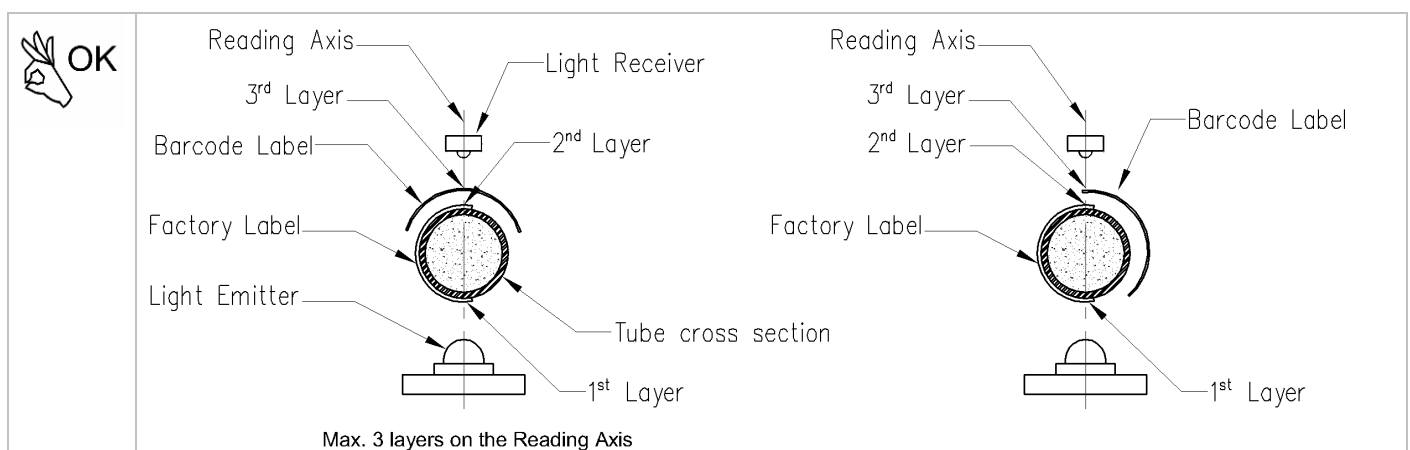 OK
Reading Axis
Light Receiver
3rd Layer
2nd Layer
Barcode Label
Factory Label
Light Emitter
Tube cross section
1st Layer
Max. 3 layers on the Reading Axis
Reading Axis
3rd Layer
Barcode Label
2nd Layer
Factory Label
1st Layer